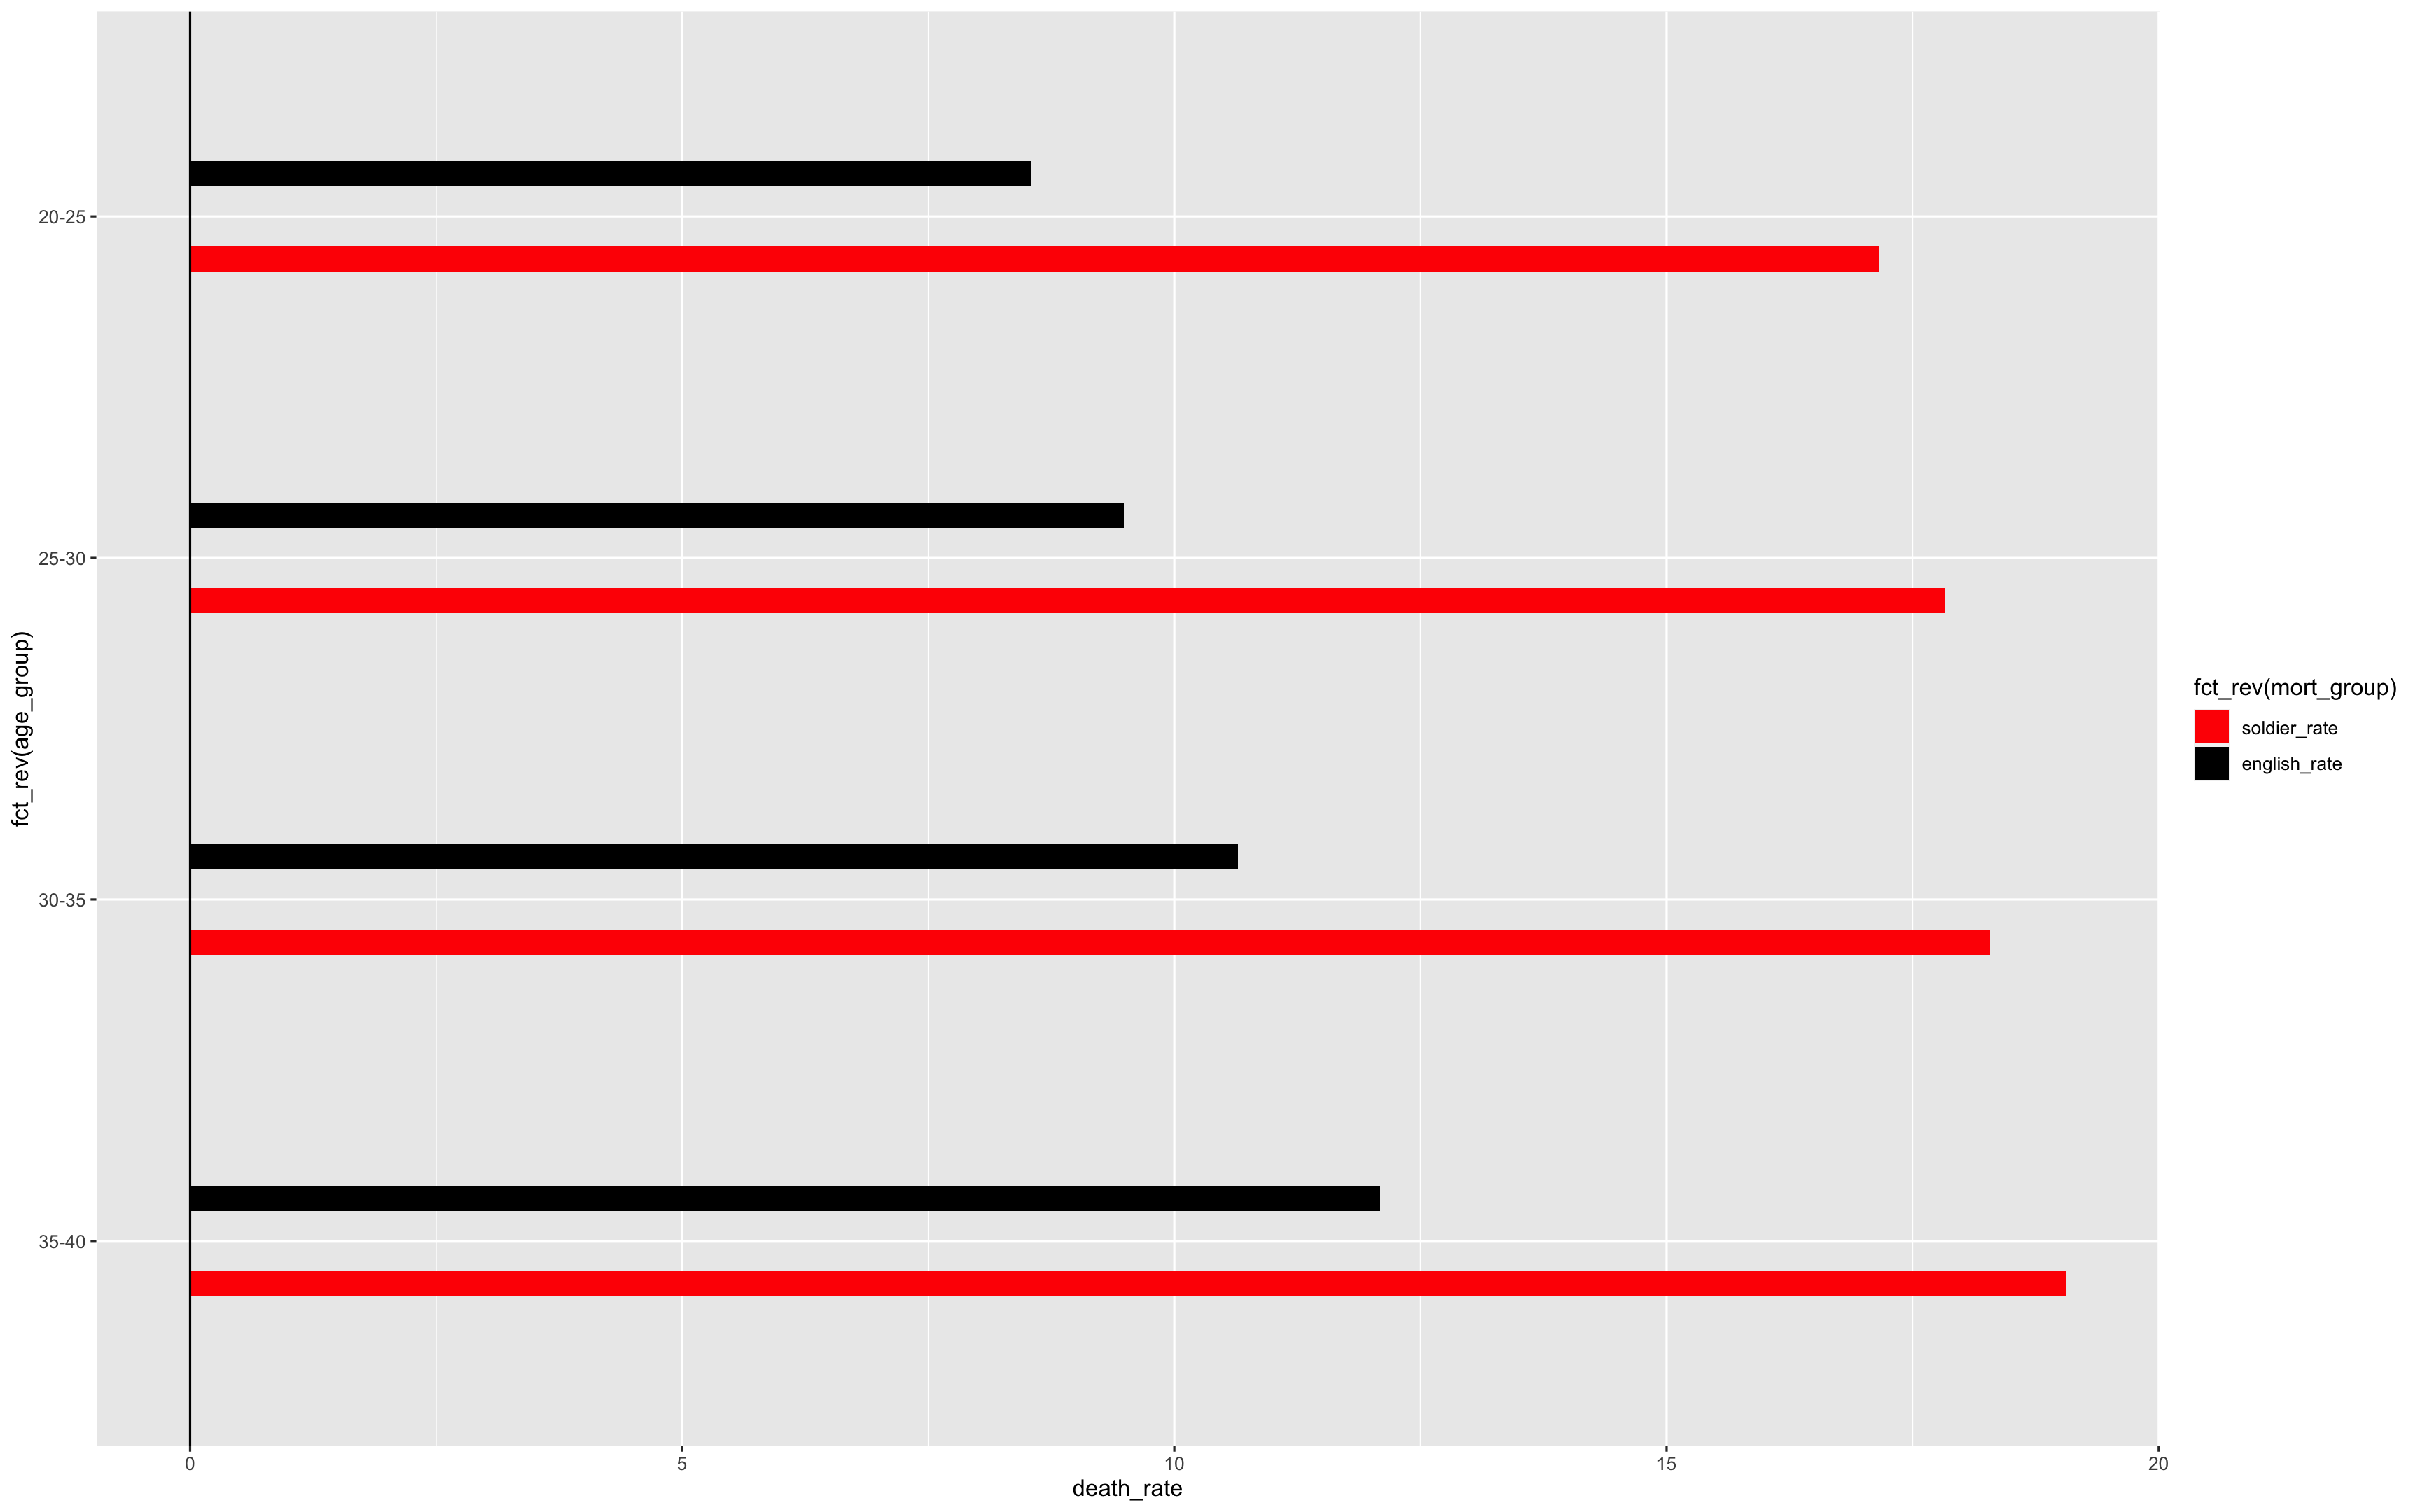 fct_rev(age_group)
20-25
25-30
30-35
35-40
0 5 10 15 20
death_rate
fct_rev(mort_group)
soldier_rate
english_rate